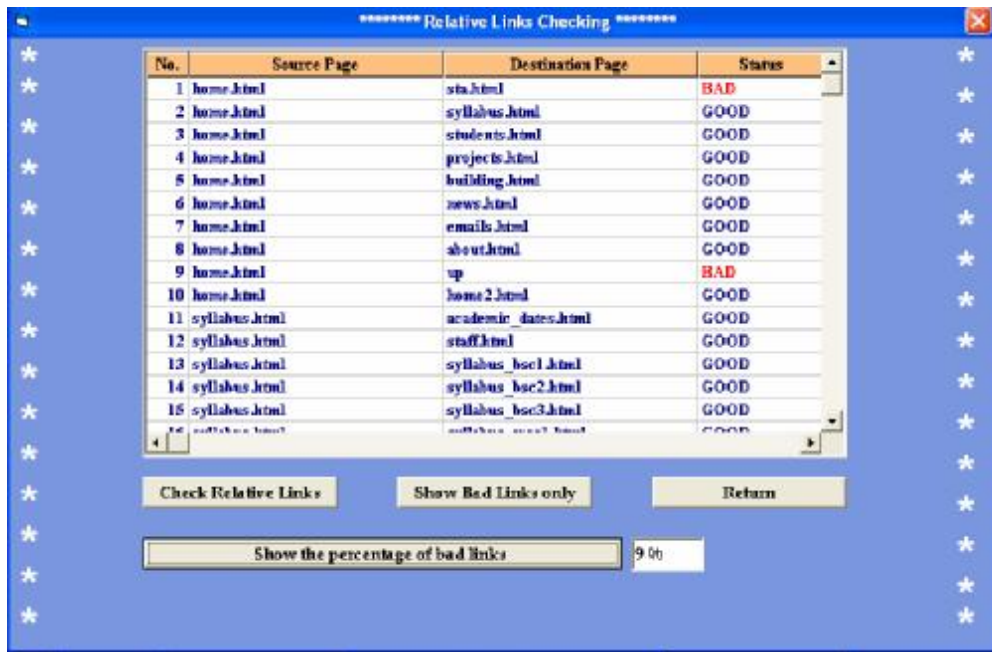 ******** Relative Links Checking ********
No. Source Page Destination Page Status
1 home.html sta.html BAD
2 home.html syllabus.html GOOD
3 home.html students.html GOOD
4 home.html projects.html GOOD
5 home.html building.html GOOD
6 home.html news.html GOOD
7 home.html emails.html GOOD
8 home.html about.html GOOD
9 home.html up BAD
10 home.html home2.html GOOD
11 syllabus.html academic_dates.html GOOD
12 syllabus.html staff.html GOOD
13 syllabus.html syllabus_bsc1.html GOOD
14 syllabus.html syllabus_bsc2.html GOOD
15 syllabus.html syllabus_bsc3.html GOOD
16 syllabus.html GOOD
Check Relative Links Show Bad Links only Return
Show the percentage of bad links 9 %